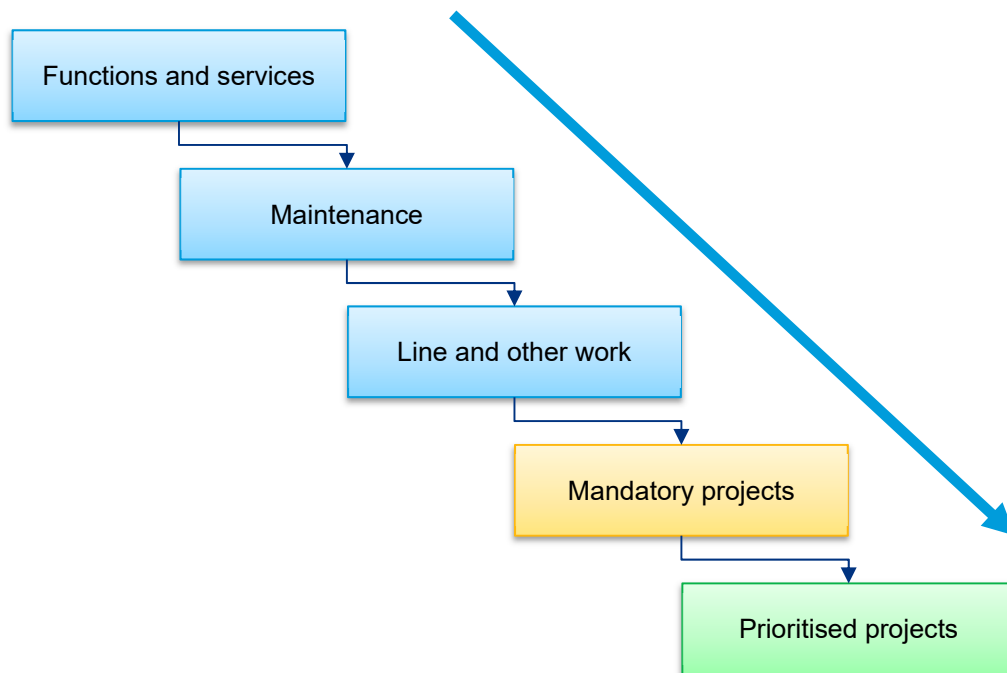 Functions and services
Maintenance
Line and other work
Mandatory projects
Prioritised projects